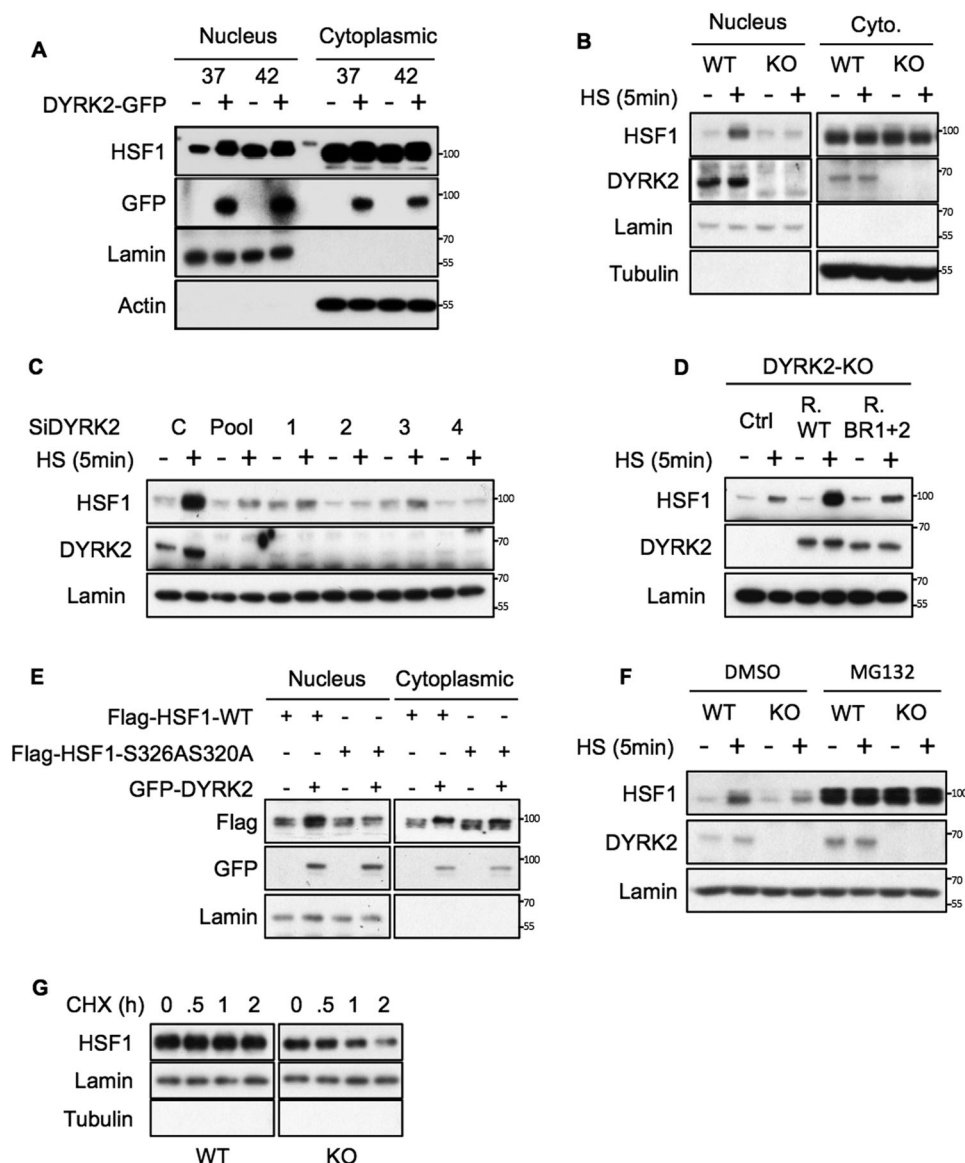 A
Nucleus Cytoplasmic
37 42 37 42
DYRK2-GFP - + - + - + - +
HSF1 100
GFP 100
Lamin 70 55
Actin 55
B
Nucleus Cyto.
WT KO WT KO
HS (5min) - + - + - + - +
HSF1 100
DYRK2 70
Lamin 70 55
Tubulin 55
C
SiDYRK2 C Pool 1 2 3 4
HS (5min) - + - + - + - + - + - +
HSF1 100
DYRK2 70
Lamin 70 55
D
DYRK2-KO
Ctrl R. WT R. BR1+2
HS (5min) - + - + - +
HSF1 100
DYRK2 70
Lamin 70 55
E
Nucleus Cytoplasmic
Flag-HSF1-WT + + - - + + - -
Flag-HSF1-S326AS320A - - + + - - + +
GFP-DYRK2 - + - + - + - +
Flag 100
GFP 100
Lamin 70 55
F
DMSO MG132
WT KO WT KO
HS (5min) - + - + - + - +
HSF1 100
DYRK2 70
Lamin 70 55
G
CHX (h) 0 .5 1 2 0 .5 1 2
HSF1
Lamin
Tubulin
WT KO